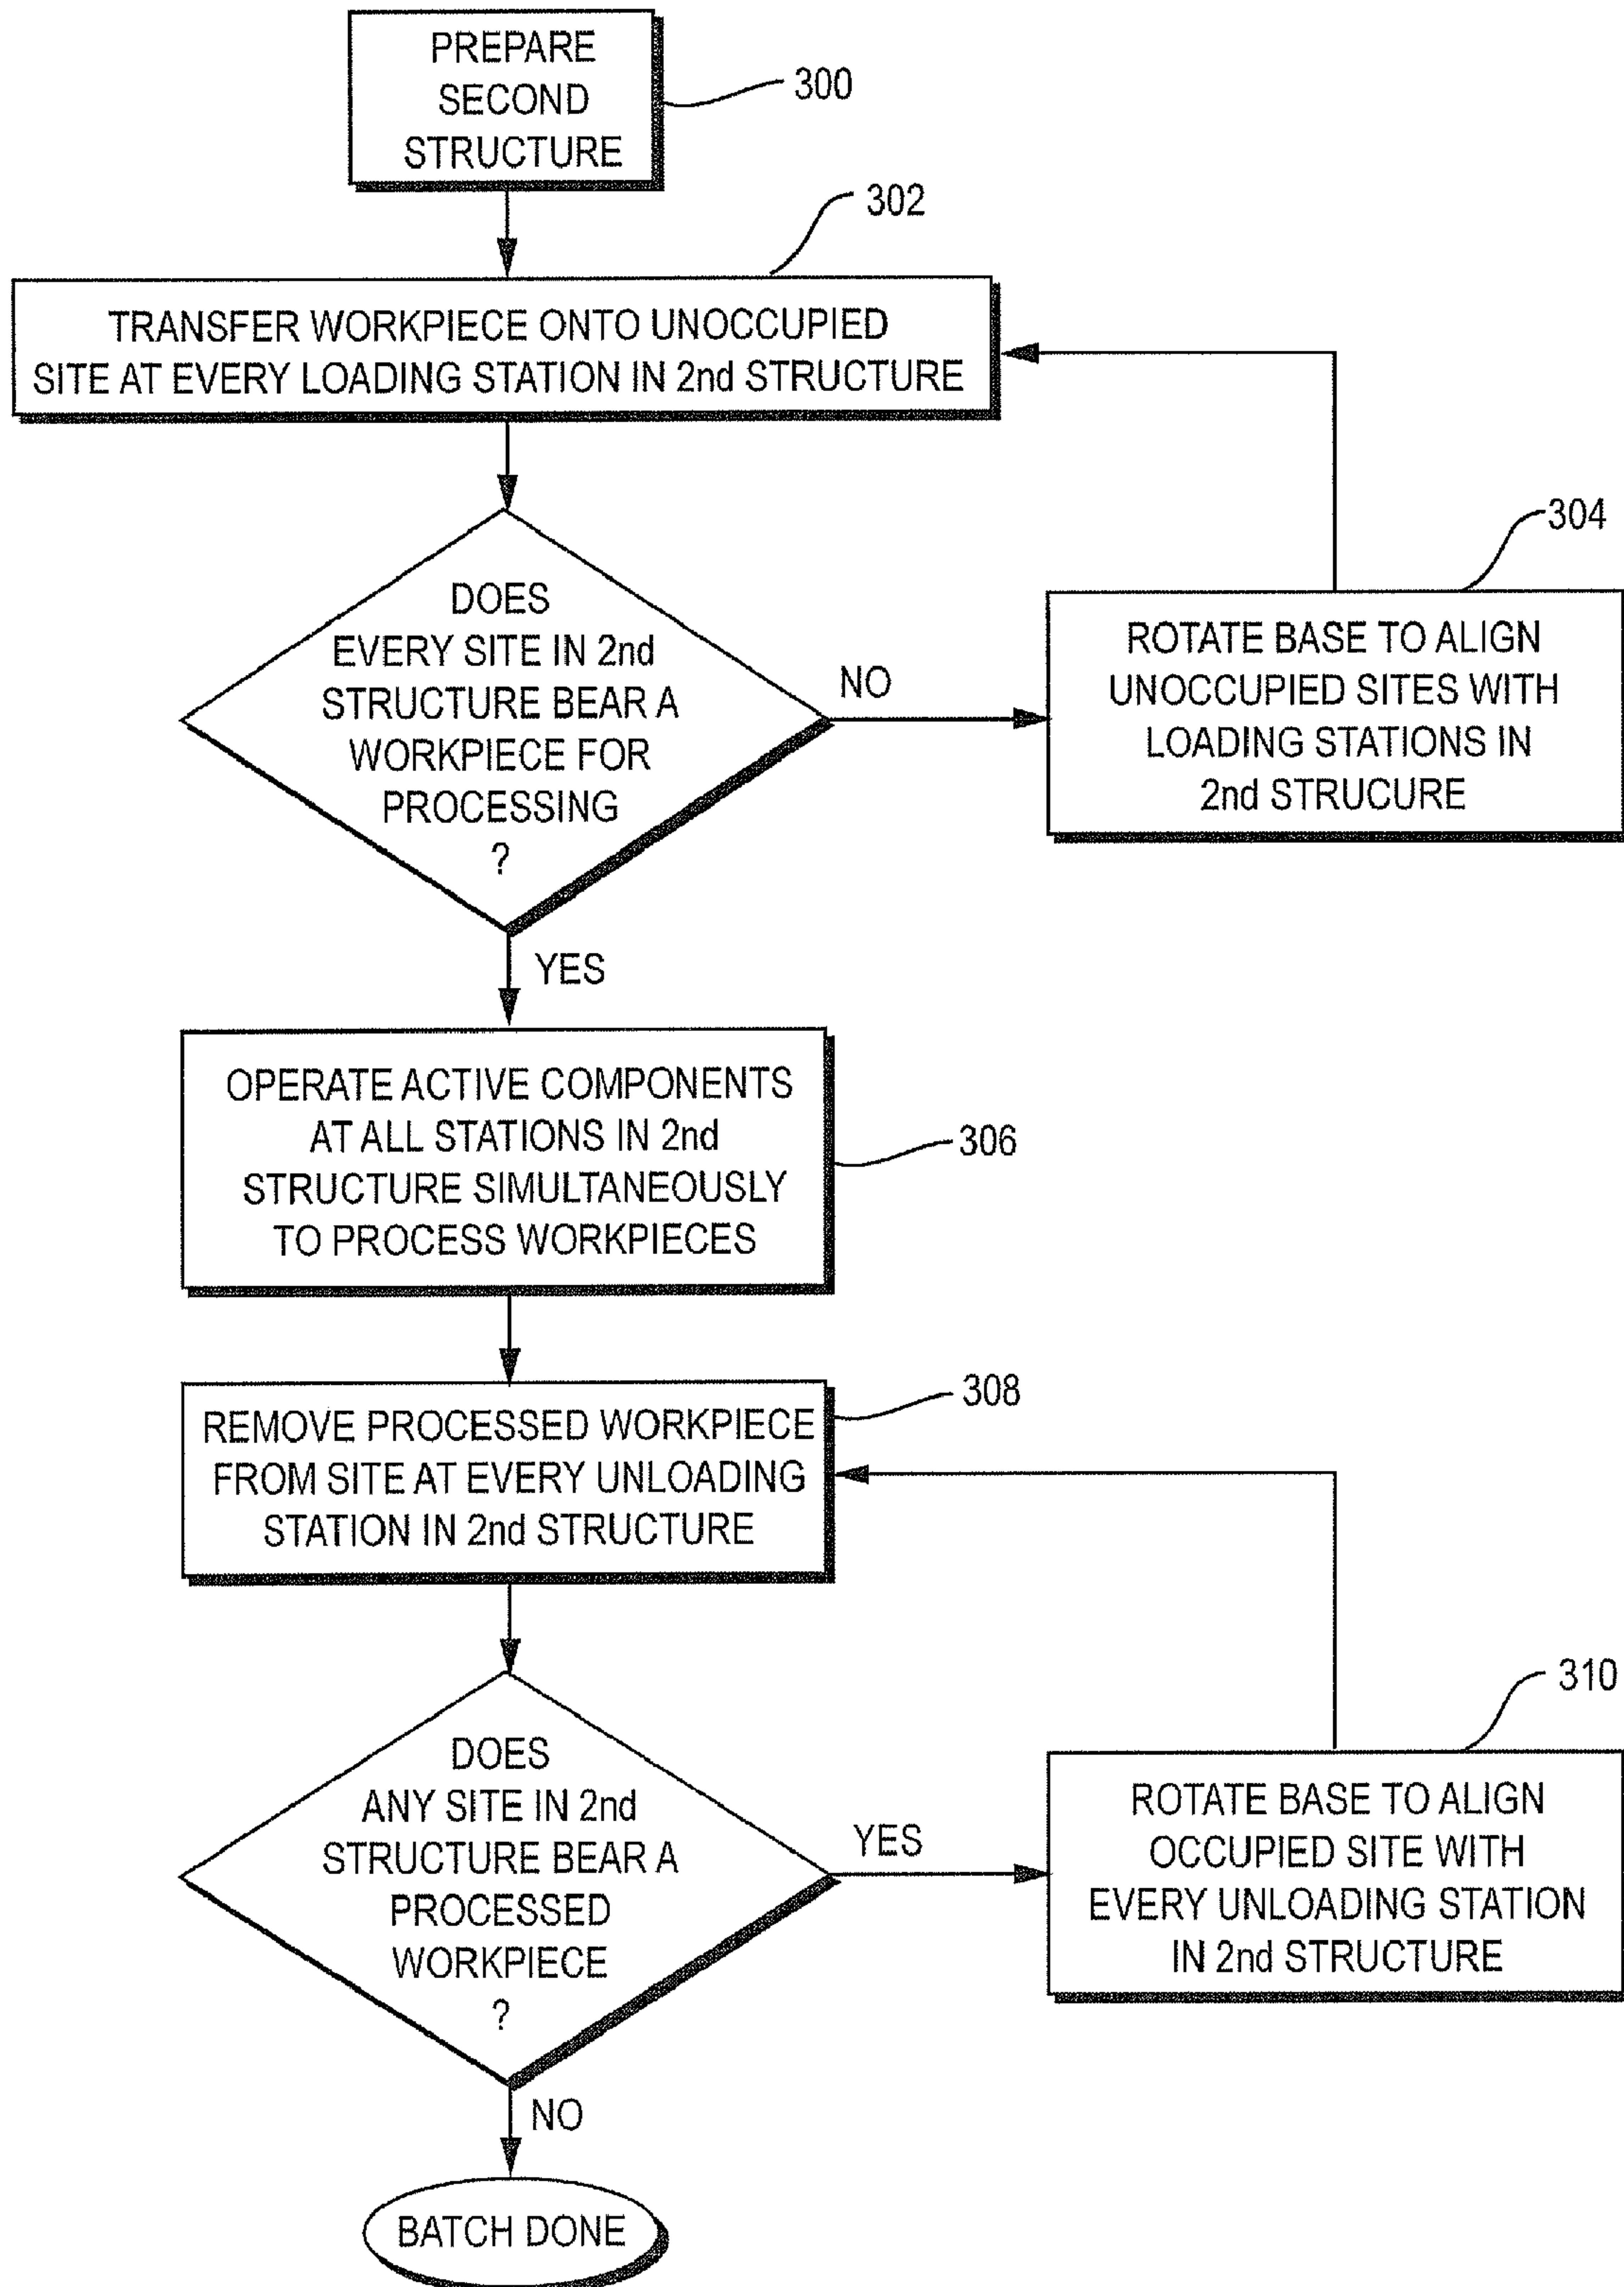 PREPARE
SECOND
STRUCTURE
300
302
TRANSFER WORKPIECE ONTO UNOCCUPIED
SITE AT EVERY LOADING STATION IN 2nd STRUCTURE
DOES
EVERY SITE IN 2nd
STRUCTURE BEAR A
WORKPIECE FOR
PROCESSING
?
NO
304
ROTATE BASE TO ALIGN
UNOCCUPIED SITES WITH
LOADING STATIONS IN
2nd STRUCURE
YES
OPERATE ACTIVE COMPONENTS
AT ALL STATIONS IN 2nd
STRUCTURE SIMULTANEOUSLY
TO PROCESS WORKPIECES
306
308
REMOVE PROCESSED WORKPIECE
FROM SITE AT EVERY UNLOADING
STATION IN 2nd STRUCTURE
DOES
ANY SITE IN 2nd
STRUCTURE BEAR A
PROCESSED
WORKPIECE
?
YES
310
ROTATE BASE TO ALIGN
OCCUPIED SITE WITH
EVERY UNLOADING STATION
IN 2nd STRUCTURE
NO
BATCH DONE